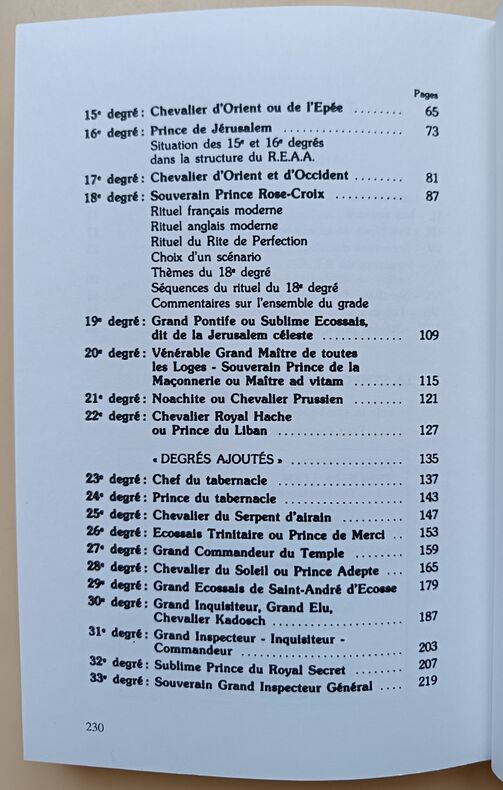 Pages
15e degré : Chevalier d'Orient ou de l'Epée ........ 65
16e degré : Prince de Jérusalem ................... 73
Situation des 15e et 16e degrés
dans la structure du R.E.A.A.
17e degré : Chevalier d'Orient et d'Occident ....... 81
18e degré : Souverain Prince Rose-Croix ........... 87
Rituel français moderne
Rituel anglais moderne
Rituel du Rite de Perfection
Choix d'un scénario
Thèmes du 18e degré
Séquences du rituel du 18e degré
Commentaires sur l'ensemble du grade
19e degré : Grand Pontife ou Sublime Ecossais,
dit de la Jerusalem céleste ............ 109
20e degré : Vénérable Grand Maître de toutes
les Loges - Souverain Prince de la
Maçonnerie ou Maître ad vitam ......... 115
21e degré : Noachite ou Chevalier Prussien ........ 121
22e degré : Chevalier Royal Hache
ou Prince du Liban .................... 127
« DEGRÉS AJOUTÉS » .................. 135
23e degré : Chef du tabernacle .................... 137
24e degré : Prince du tabernacle .................. 143
25e degré : Chevalier du Serpent d'airain .......... 147
26e degré : Ecossais Trinitaire ou Prince de Merci .. 153
27e degré : Grand Commandeur du Temple ......... 159
28e degré : Chevalier du Soleil ou Prince Adepte ... 165
29e degré : Grand Ecossais de Saint-André d'Ecosse 179
30e degré : Grand Inquisiteur, Grand Elu,
Chevalier Kadosch .................... 187
31e degré : Grand Inspecteur - Inquisiteur -
Commandeur ......................... 203
32e degré : Sublime Prince du Royal Secret ........ 207
33e degré : Souverain Grand Inspecteur Général .... 219
230